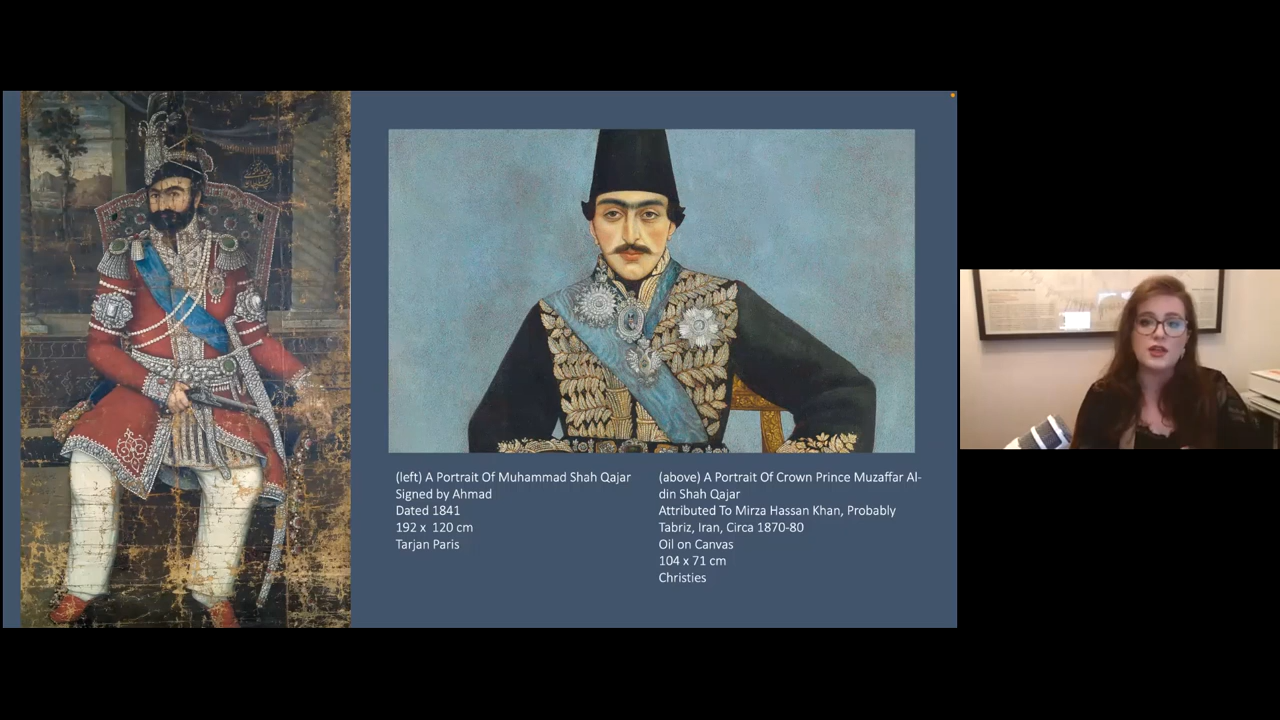 (left) A Portrait Of Muhammad Shah Qajar
Signed by Ahmad
Dated 1841
192 x 120 cm
Tarjan Paris
(above) A Portrait Of Crown Prince Muzaffar Al-
din Shah Qajar
Attributed To Mirza Hassan Khan, Probably
Tabriz, Iran, Circa 1870-80
Oil on Canvas
104 x 71 cm
Christies